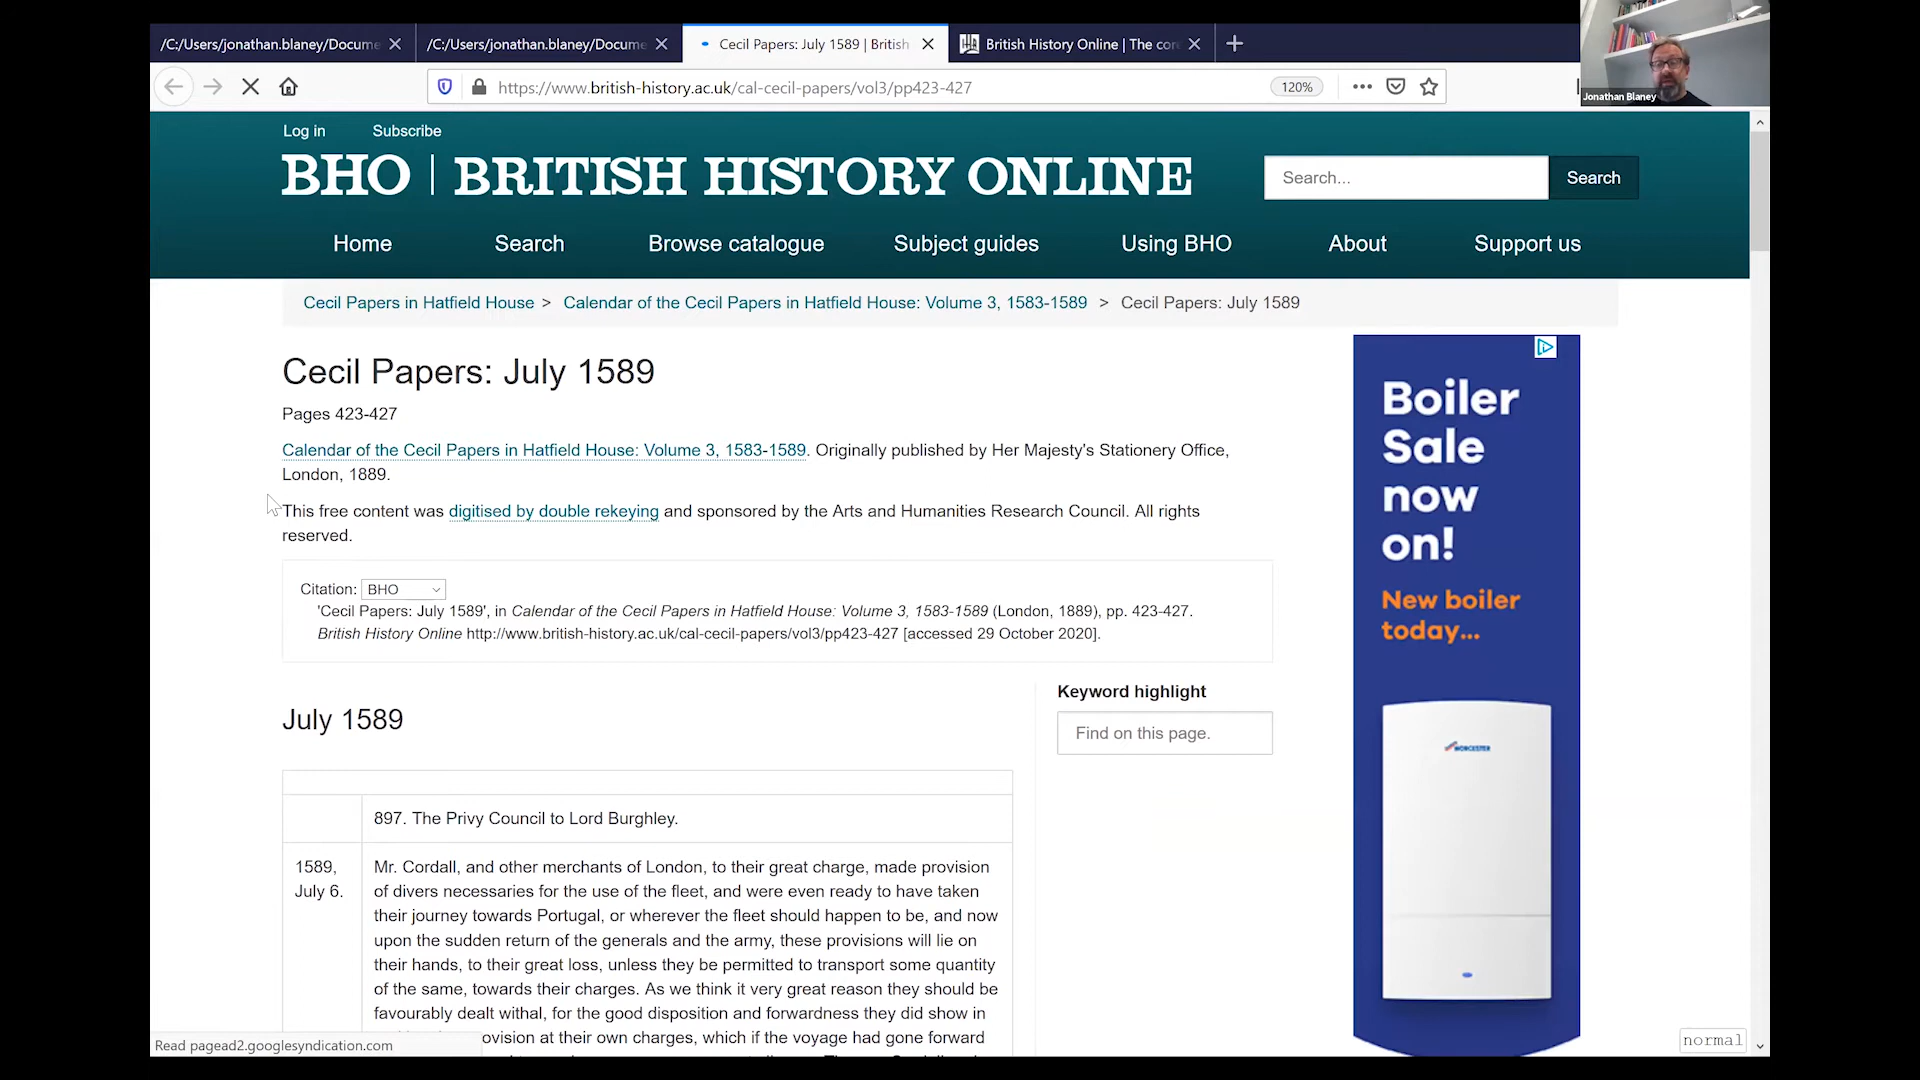 /C:/Users/jonathan.blaney/Docume
/C:/Users/jonathan.blaney/Docume
Cecil Papers: July 1589 | British
British History Online | The cor
https://www.british-history.ac.uk/cal-cecil-papers/vol3/pp423-427
120%
Jonathan Blaney
Log in
Subscribe
BHO | BRITISH HISTORY ONLINE
Search...
Search
Home
Search
Browse catalogue
Subject guides
Using BHO
About
Support us
Cecil Papers in Hatfield House > Calendar of the Cecil Papers in Hatfield House: Volume 3, 1583-1589 > Cecil Papers: July 1589
Cecil Papers: July 1589
Pages 423-427
Calendar of the Cecil Papers in Hatfield House: Volume 3, 1583-1589. Originally published by Her Majesty's Stationery Office,
London, 1889.
This free content was digitised by double rekeying and sponsored by the Arts and Humanities Research Council. All rights
reserved.
Citation: BHO
'Cecil Papers: July 1589', in Calendar of the Cecil Papers in Hatfield House: Volume 3, 1583-1589 (London, 1889), pp. 423-427.
British History Online http://www.british-history.ac.uk/cal-cecil-papers/vol3/pp423-427 [accessed 29 October 2020].
July 1589
Keyword highlight
Find on this page.
897. The Privy Council to Lord Burghley.
1589,
July 6.
Mr. Cordall, and other merchants of London, to their great charge, made provision
of divers necessaries for the use of the fleet, and were even ready to have taken
their journey towards Portugal, or wherever the fleet should happen to be, and now
upon the sudden return of the generals and the army, these provisions will lie on
their hands, to their great loss, unless they be permitted to transport some quantity
of the same, towards their charges. As we think it very great reason they should be
favourably dealt withal, for the good disposition and forwardness they did show in
ovision at their own charges, which if the voyage had gone forward
Boiler
Sale
now
on!
New boiler
today...
WORCESTER
Read pagead2.googlesyndication.com
normal